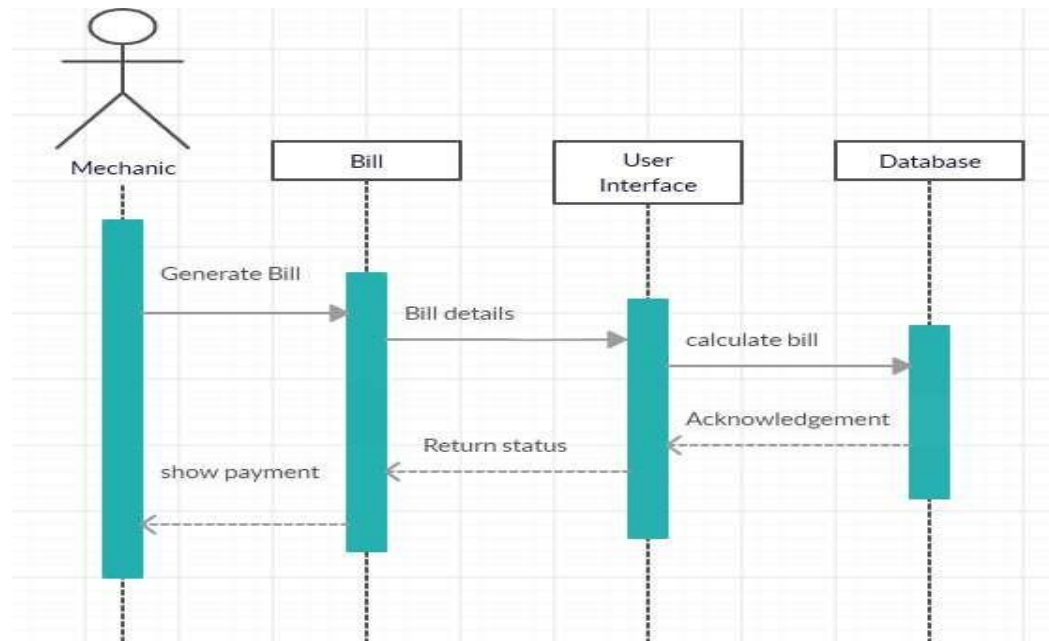 Mechanic
Bill
User
Interface
Database
Generate Bill
Bill details
calculate bill
Acknowledgement
Return status
show payment